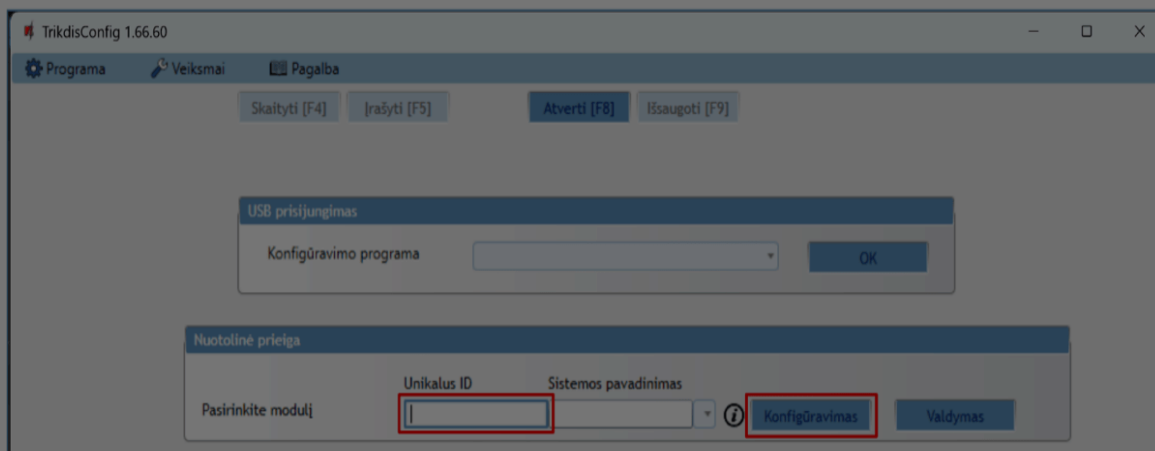 TrikdisConfig 1.66.60
Programa Veiksmai Pagalba
Skaityti [F4] Įrašyti [F5] Atverti [F8] Išsaugoti [F9]
USB prisijungimas
Konfigūravimo programa OK
Nuotolinė prieiga
Unikalus ID Sistemos pavadinimas
Pasirinkite modulį i Konfigūravimas Valdymas